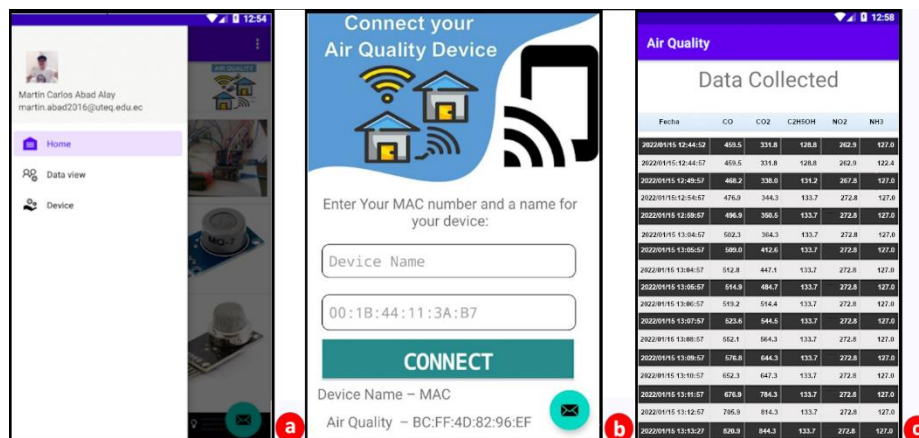 12:54
AIR QUALITY
Martin Carlos Abad Alay
martin.abad2016@uteq.edu.ec
Home
Data view
Device
MQ-7
a
Connect your
Air Quality Device
Enter Your MAC number and a name for
your device:
Device Name
00:1B:44:11:3A:B7
CONNECT
Device Name – MAC
Air Quality – BC:FF:4D:82:96:EF
b
12:58
Air Quality
Data Collected
Fecha CO CO2 C2H5OH NO2 NH3
2022/01/15 12:44:52 459.5 331.8 128.8 262.9 127.0
2022/01/15:12:44:57 459.5 331.8 128.8 262.9 122.4
2022/01/15 12:49:57 468.2 338.0 131.2 267.8 127.0
2022/01/15:12:54:57 476.9 344.3 133.7 272.8 127.0
2022/01/15 12:59:57 496.9 350.5 133.7 272.8 127.0
2022/01/15 13:04:57 502.3 364.3 133.7 272.8 127.0
2022/01/15 13:05:57 509.0 412.6 133.7 272.8 127.0
2022/01/15 13:04:57 512.8 447.1 133.7 272.8 127.0
2022/01/15 13:05:57 514.9 484.7 133.7 272.8 127.0
2022/01/15 13:06:57 519.2 514.4 133.7 272.8 127.0
2022/01/15 13:07:57 523.6 544.5 133.7 272.8 127.0
2022/01/15 13:08:57 552.1 564.3 133.7 272.8 127.0
2022/01/15 13:09:57 576.8 644.3 133.7 272.8 127.0
2022/01/15 13:10:57 652.3 647.3 133.7 272.8 127.0
2022/01/15 13:11:57 676.9 784.3 133.7 272.8 127.0
2022/01/15 13:12:57 705.9 814.3 133.7 272.8 127.0
2022/01/15 13:13:27 820.9 844.3 133.7 272.8 127.0